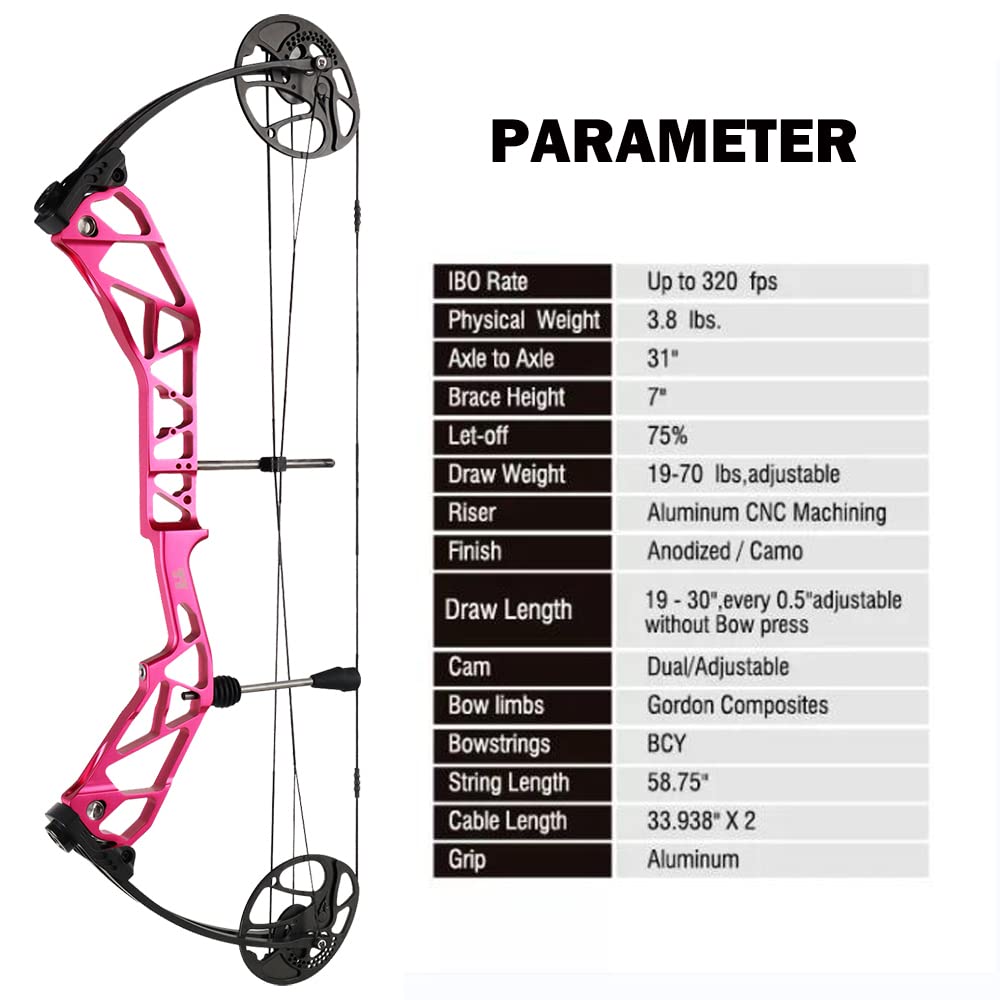 PARAMETER
IBO Rate Up to 320 fps
Physical Weight 3.8 lbs.
Axle to Axle 31"
Brace Height 7"
Let-off 75%
Draw Weight 19-70 lbs,adjustable
Riser Aluminum CNC Machining
Finish Anodized / Camo
Draw Length 19 - 30",every 0.5"adjustable
without Bow press
Cam Dual/Adjustable
Bow limbs Gordon Composites
Bowstrings BCY
String Length 58.75"
Cable Length 33.938" X 2
Grip Aluminum